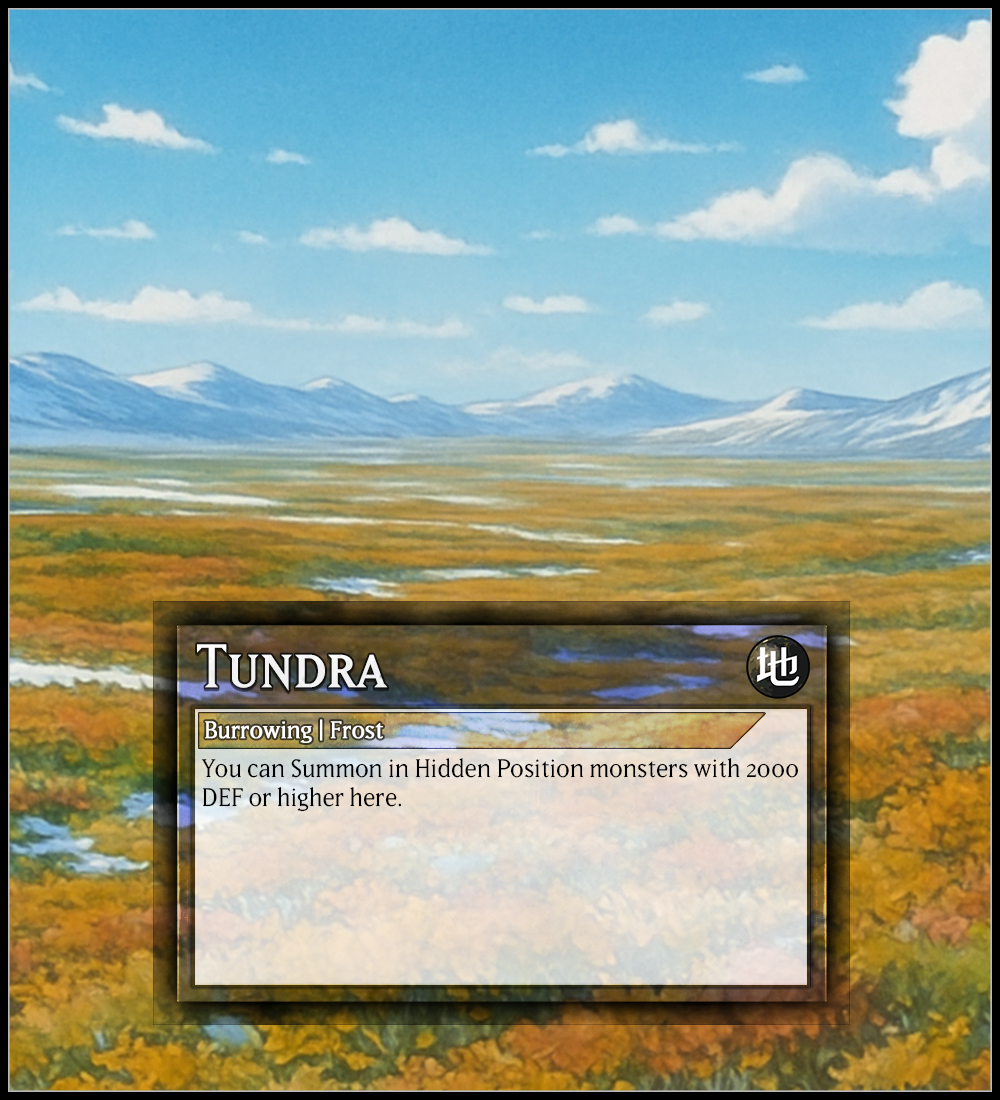 Tundra
地
Burrowing | Frost
You can Summon in Hidden Position monsters with 2000
DEF or higher here.